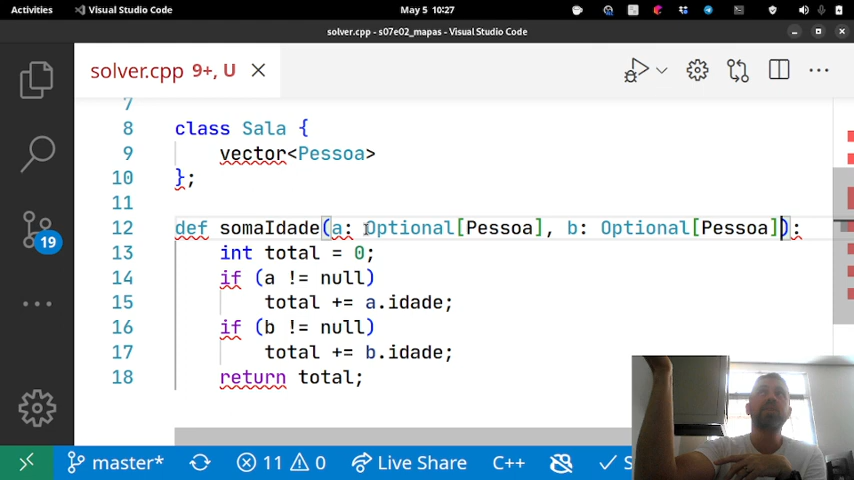 Activities Visual Studio Code May 5 10:27
solver.cpp - s07e02_mapas - Visual Studio Code
solver.cpp 9+, U
7
8 class Sala {
9 vector<Pessoa>
10 };
11
12 def somaIdade(a: Optional[Pessoa], b: Optional[Pessoa]):
13 int total = 0;
14 if (a != null)
15 total += a.idade;
16 if (b != null)
17 total += b.idade;
18 return total;
19
master* 11 0 Live Share C++ S